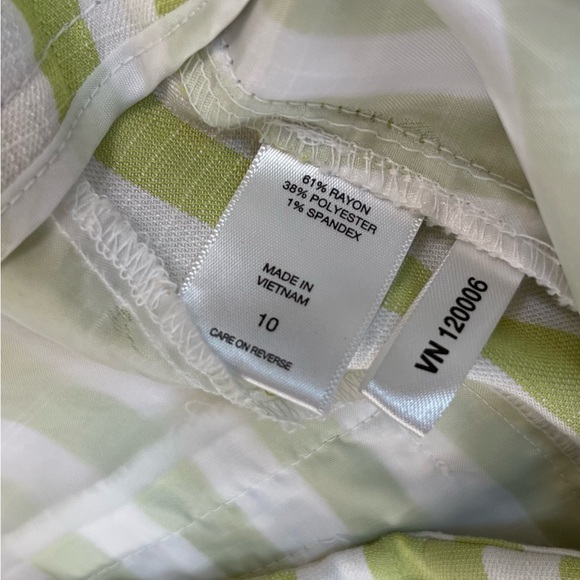 61% RAYON
38% POLYESTER
1% SPANDEX
MADE IN
VIETNAM
10
CARE ON REVERSE
VN 120006